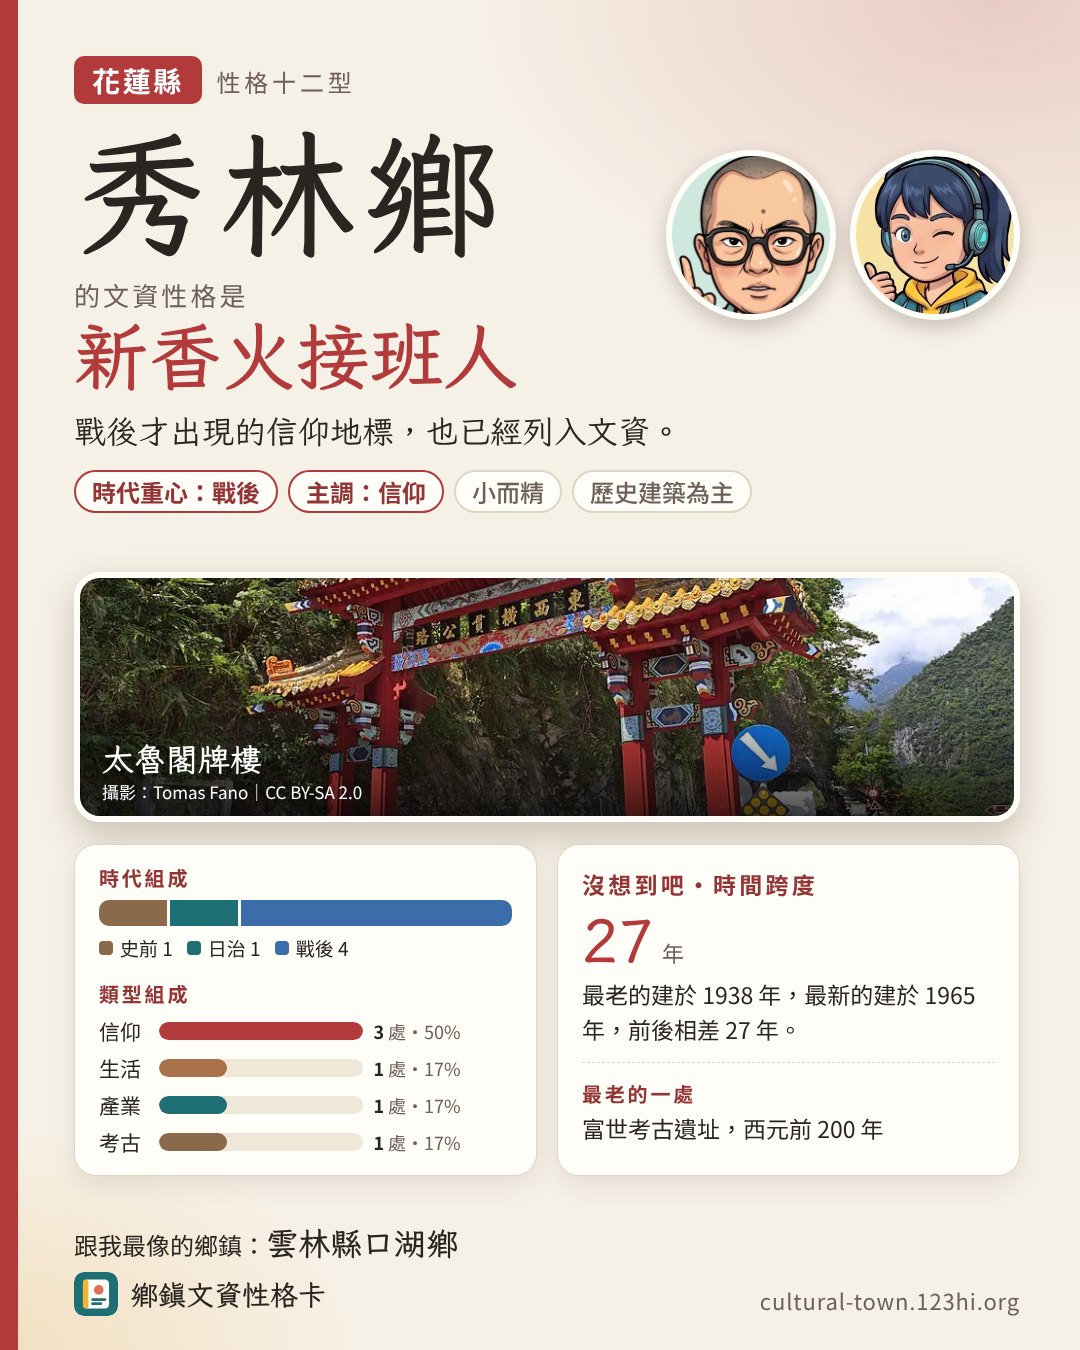 花蓮縣 性格十二型
秀林鄉
的文資性格是
新香火接班人
戰後才出現的信仰地標，也已經列入文資。
時代重心：戰後 主調：信仰 小而精 歷史建築為主
東西橫貫公路
太魯閣牌樓
攝影：Tomas Fano｜CC BY-SA 2.0
時代組成
史前 1 日治 1 戰後 4
類型組成
信仰 3 處・50%
生活 1 處・17%
產業 1 處・17%
考古 1 處・17%
沒想到吧・時間跨度
27 年
最老的建於 1938 年，最新的建於 1965
年，前後相差 27 年。
最老的一處
富世考古遺址，西元前 200 年
跟我最像的鄉鎮：雲林縣口湖鄉
鄉鎮文資性格卡
cultural-town.123hi.org